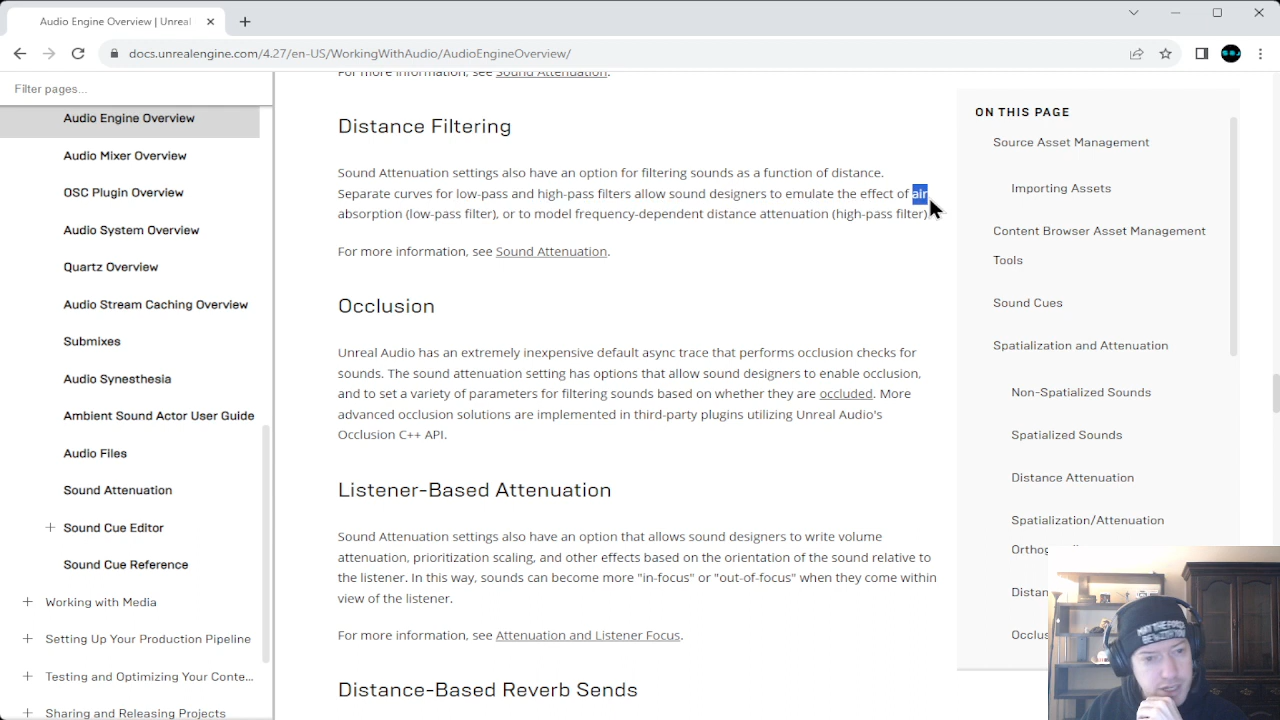 Audio Engine Overview | Unreal
docs.unrealengine.com/4.27/en-US/WorkingWithAudio/AudioEngineOverview/
Filter pages...
Audio Engine Overview
Audio Mixer Overview
OSC Plugin Overview
Audio System Overview
Quartz Overview
Audio Stream Caching Overview
Submixes
Audio Synesthesia
Ambient Sound Actor User Guide
Audio Files
Sound Attenuation
Sound Cue Editor
Sound Cue Reference
Working with Media
Setting Up Your Production Pipeline
Testing and Optimizing Your Conte...
Sharing and Releasing Projects
For more information, see Sound Attenuation.
Distance Filtering
Sound Attenuation settings also have an option for filtering sounds as a function of distance.
Separate curves for low-pass and high-pass filters allow sound designers to emulate the effect of air
absorption (low-pass filter), or to model frequency-dependent distance attenuation (high-pass filter).
For more information, see Sound Attenuation.
Occlusion
Unreal Audio has an extremely inexpensive default async trace that performs occlusion checks for
sounds. The sound attenuation setting has options that allow sound designers to enable occlusion,
and to set a variety of parameters for filtering sounds based on whether they are occluded. More
advanced occlusion solutions are implemented in third-party plugins utilizing Unreal Audio's
Occlusion C++ API.
Listener-Based Attenuation
Sound Attenuation settings also have an option that allows sound designers to write volume
attenuation, prioritization scaling, and other effects based on the orientation of the sound relative to
the listener. In this way, sounds can become more "in-focus" or "out-of-focus" when they come within
view of the listener.
For more information, see Attenuation and Listener Focus.
Distance-Based Reverb Sends
ON THIS PAGE
Source Asset Management
Importing Assets
Content Browser Asset Management
Tools
Sound Cues
Spatialization and Attenuation
Non-Spatialized Sounds
Spatialized Sounds
Distance Attenuation
Spatialization/Attenuation
Orthog
Distan
Occlus